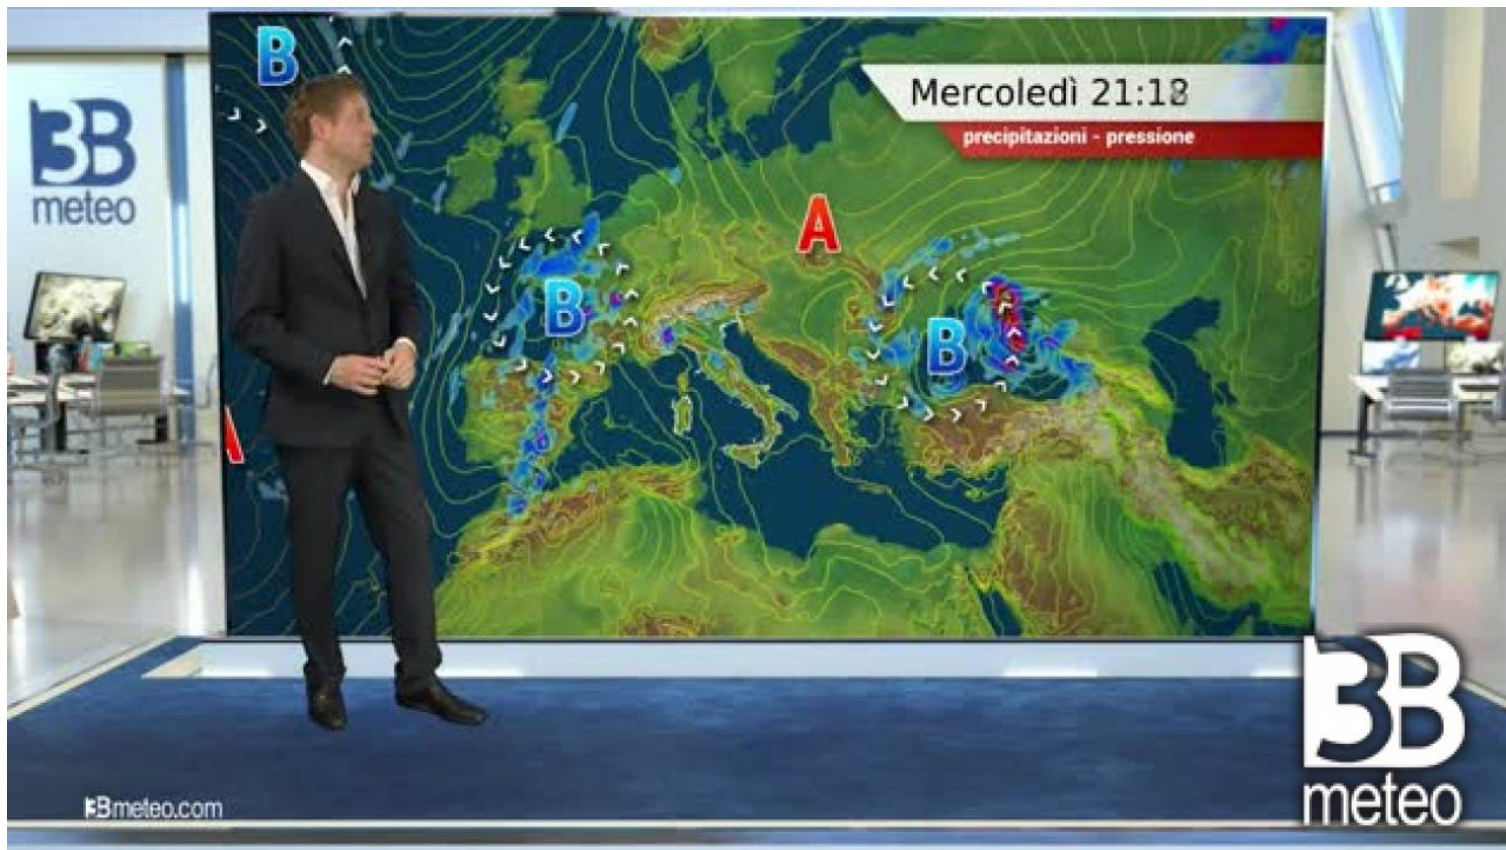 B
3B
meteo
Mercoledì 21:18
precipitazioni - pressione
A
B
B
A
3Bmeteo.com
3B
meteo